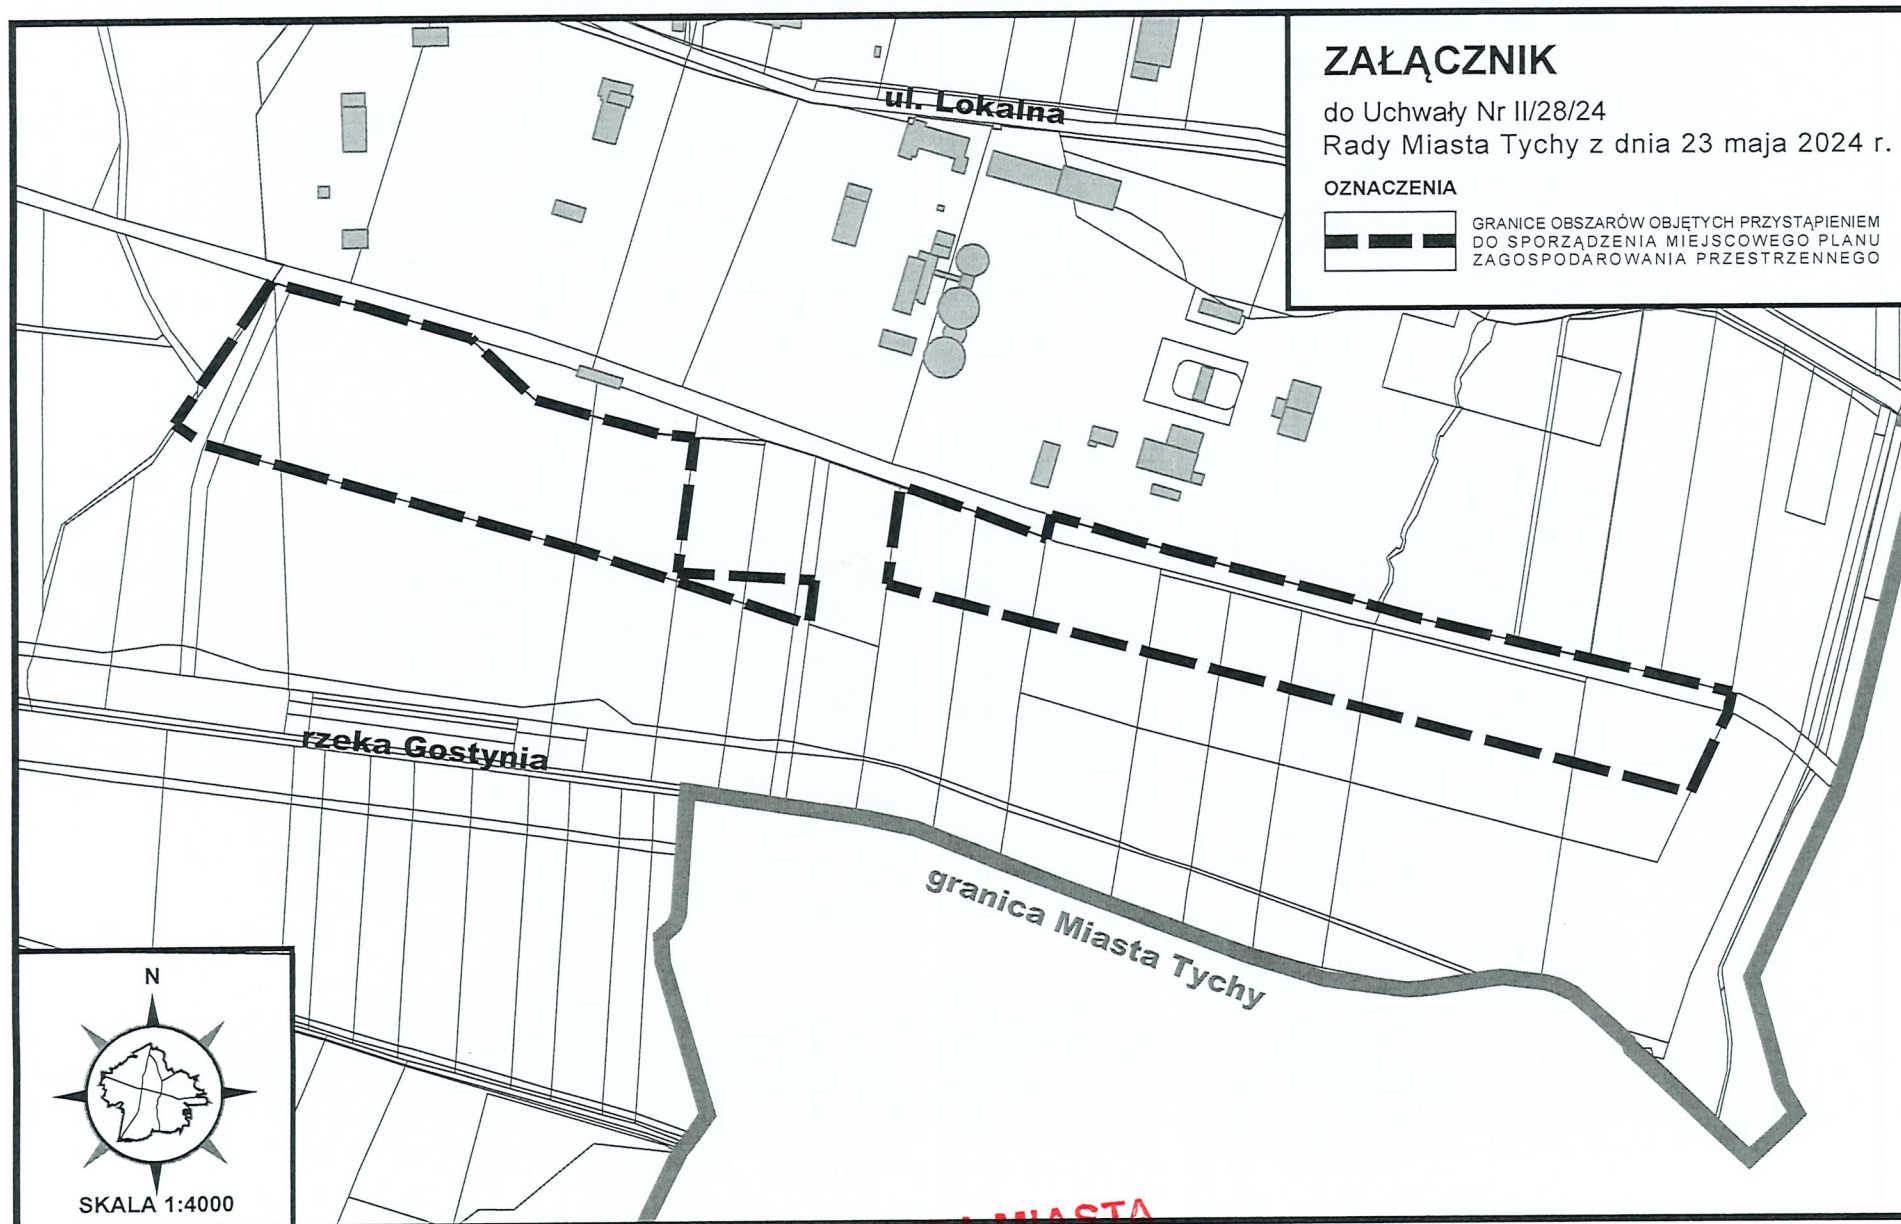 ZAŁĄCZNIK
do Uchwały Nr II/28/24
Rady Miasta Tychy z dnia 23 maja 2024 r.
OZNACZENIA
GRANICE OBSZARÓW OBJĘTYCH PRZYSTĄPIENIEM
DO SPORZĄDZENIA MIEJSCOWEGO PLANU
ZAGOSPODAROWANIA PRZESTRZENNEGO
ul. Lokalna
rzeka Gostynia
granica Miasta Tychy
N
SKALA 1:4000
MIASTA